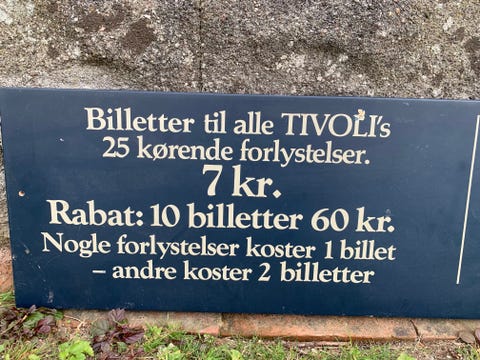 Billetter til alle TIVOLI's
25 kørende forlystelser.
7 kr.
Rabat: 10 billetter 60 kr.
Nogle forlystelser koster 1 billet
– andre koster 2 billetter